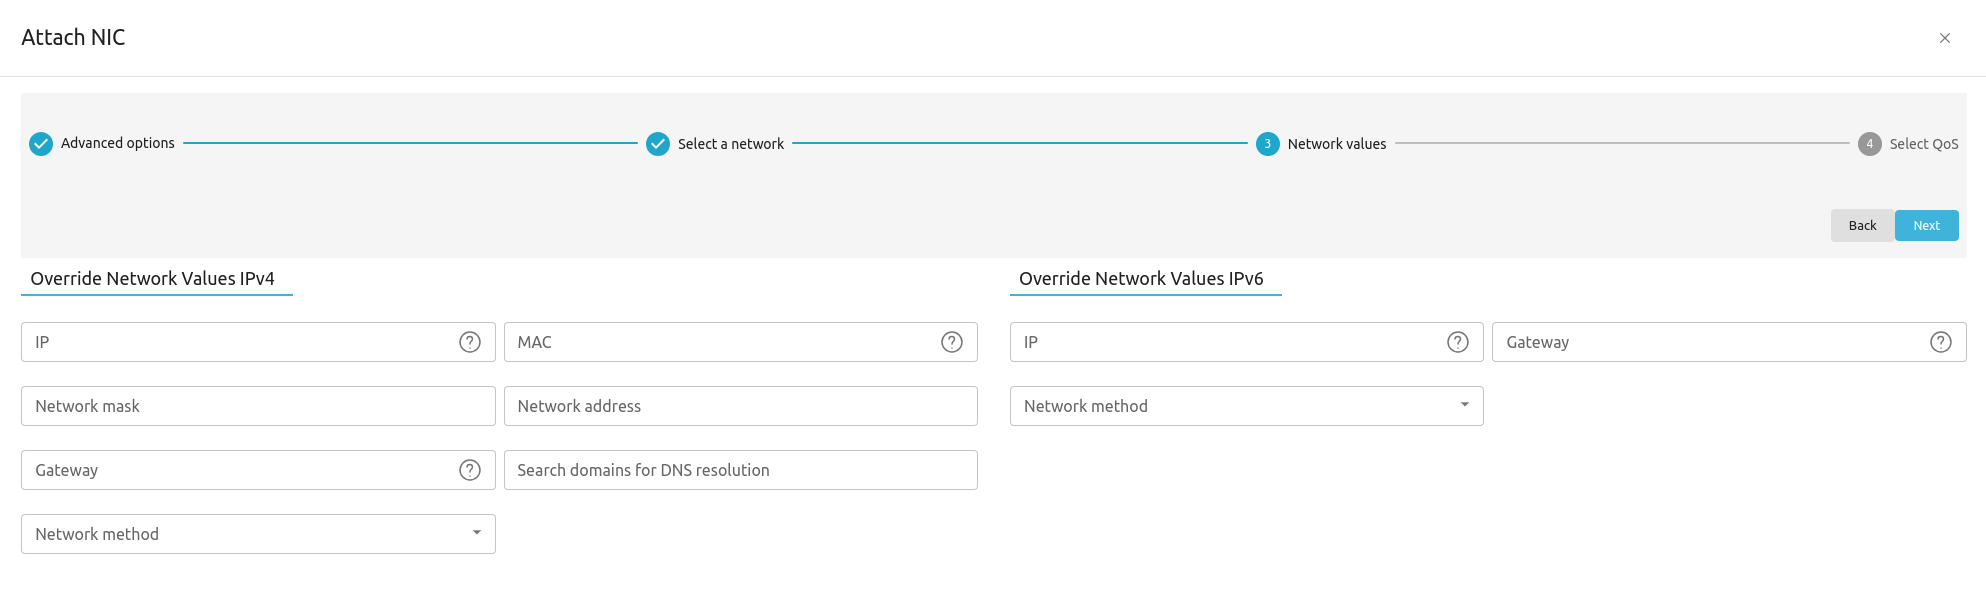 Attach NIC
Advanced options
Select a network
3 Network values
4 Select QoS
Back Next
Override Network Values IPv4
IP
MAC
Network mask
Network address
Gateway
Search domains for DNS resolution
Network method
Override Network Values IPv6
IP
Gateway
Network method